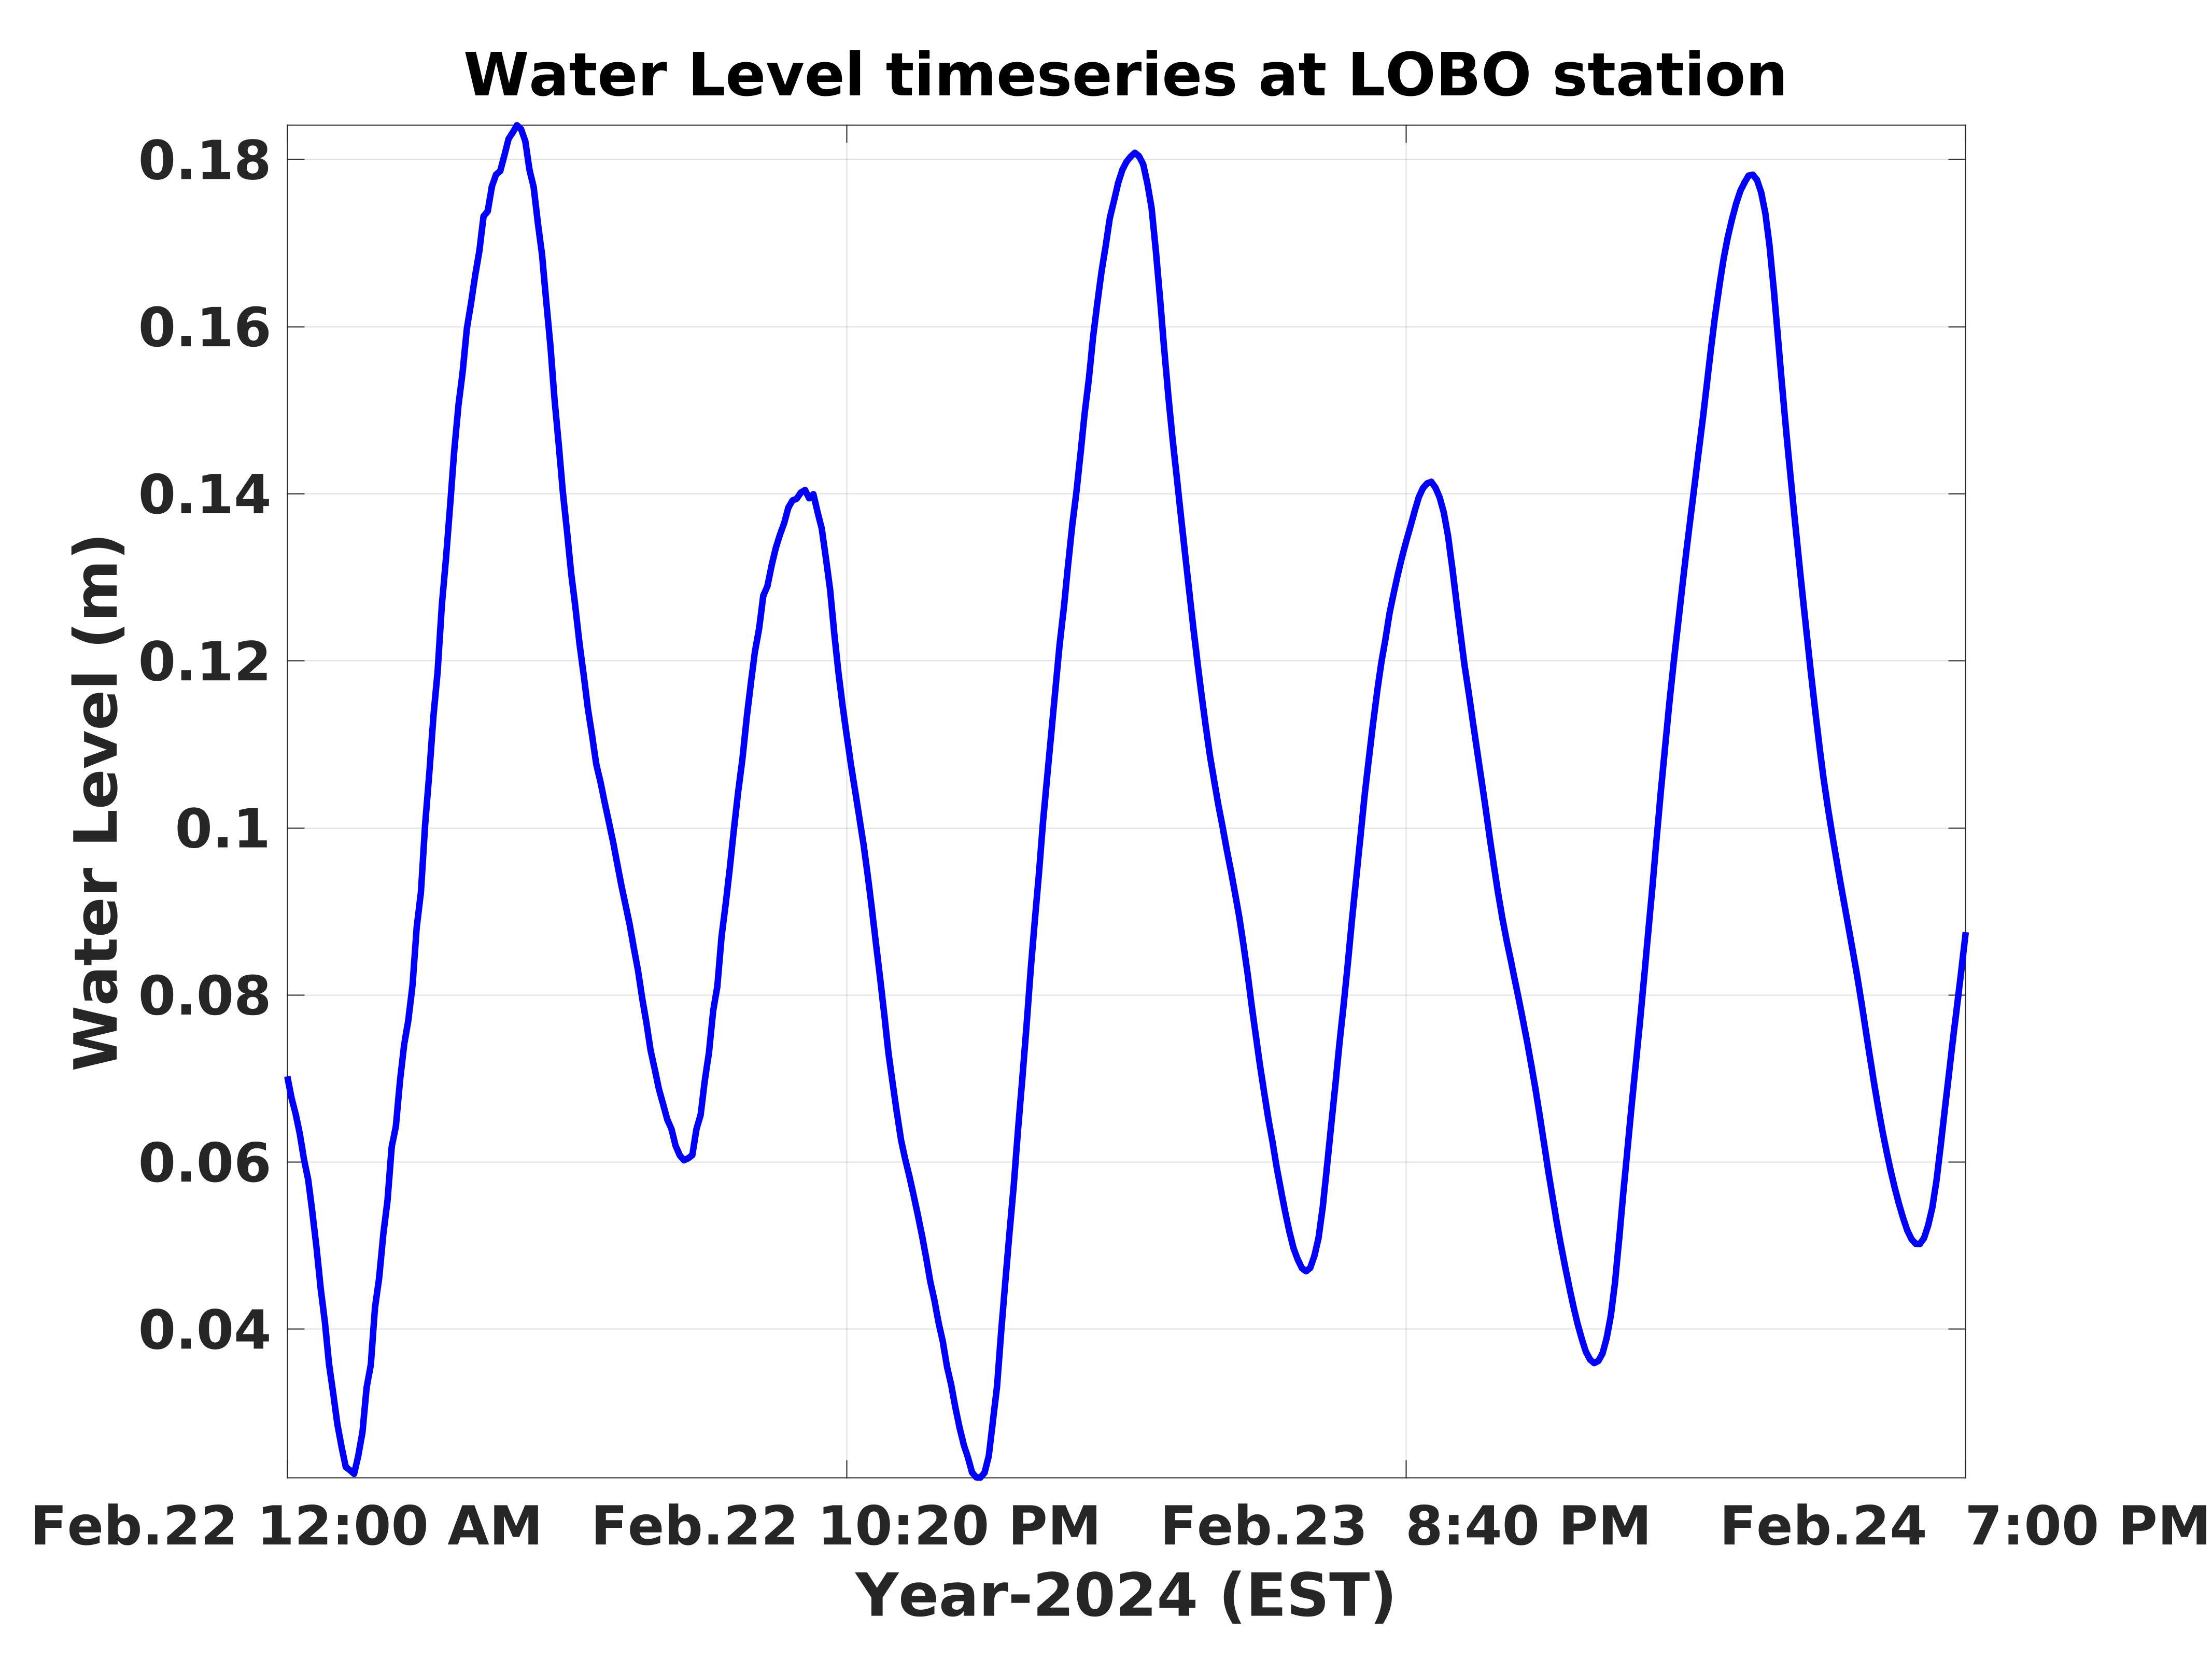 Water Level timeseries at LOBO station
Water Level (m)
0.18
0.16
0.14
0.12
0.1
0.08
0.06
0.04
Feb.22 12:00 AM Feb.22 10:20 PM Feb.23 8:40 PM Feb.24 7:00 PM
Year-2024 (EST)